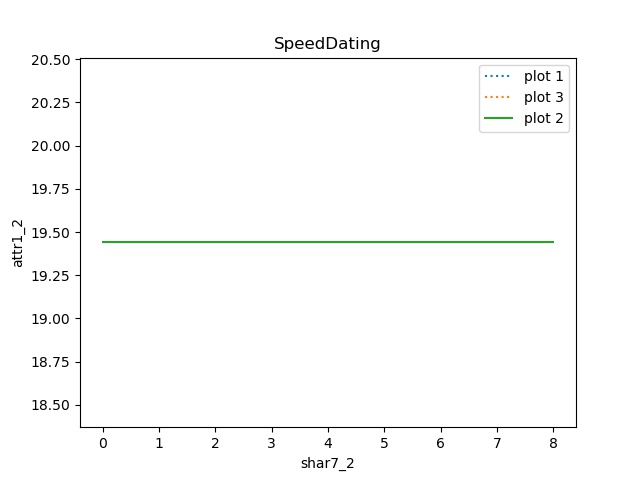 SpeedDating
20.50
20.25
20.00
19.75
19.50
19.25
19.00
18.75
18.50
attr1_2
plot 1
plot 3
plot 2
0 1 2 3 4 5 6 7 8
shar7_2